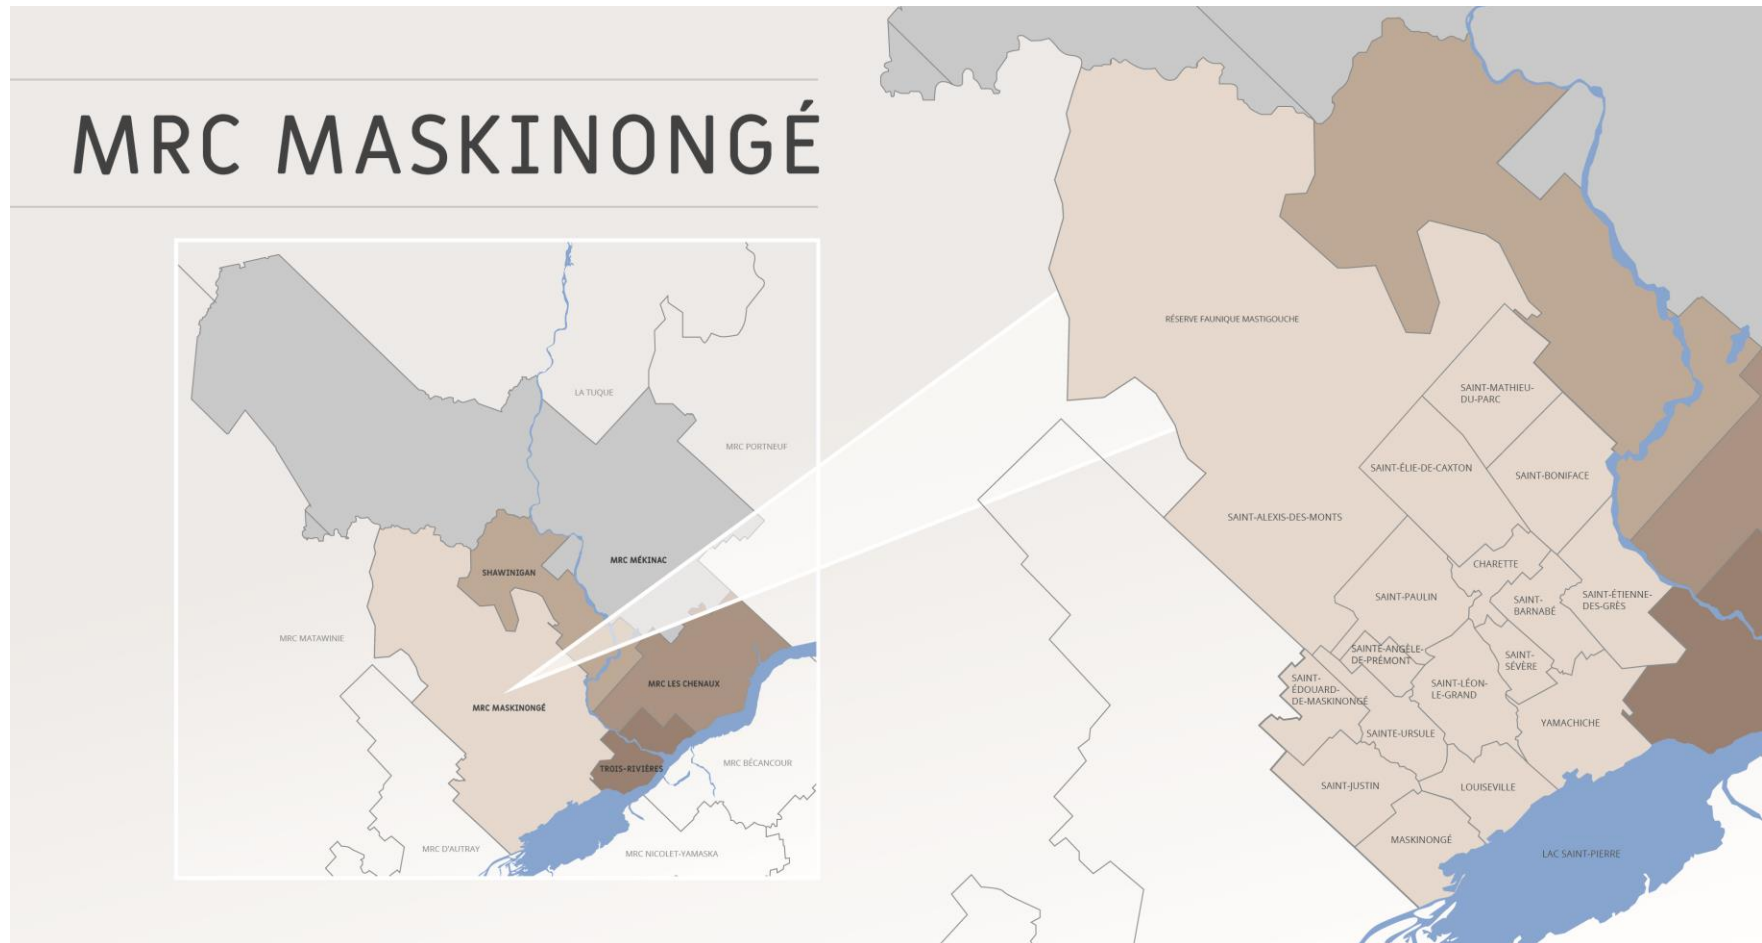 MRC MASKINONGÉ
LA TUQUE
MRC PORTNEUF
MRC MÉKINAC
SHAWINIGAN
MRC MATAWINIE
MRC LES CHENAUX
MRC MASKINONGÉ
TROIS-RIVIÈRES
MRC BÉCANCOUR
MRC D'AUTRAY
MRC NICOLET-YAMASKA
RÉSERVE FAUNIQUE MASTIGOUCHE
SAINT-MATHIEU-
DU-PARC
SAINT-ÉLIE-DE-CAXTON
SAINT-BONIFACE
SAINT-ALEXIS-DES-MONTS
CHARETTE
SAINT-PAULIN
SAINT-
BARNABÉ
SAINT-ÉTIENNE-
DES-GRÈS
SAINTE-ANGÈLE-
DE-PRÉMONT
SAINT-
SÉVÈRE
SAINT-
ÉDOUARD-
DE-MASKINONGÉ
SAINT-LÉON-
LE-GRAND
YAMACHICHE
SAINTE-URSULE
SAINT-JUSTIN
LOUISEVILLE
MASKINONGÉ
LAC SAINT-PIERRE